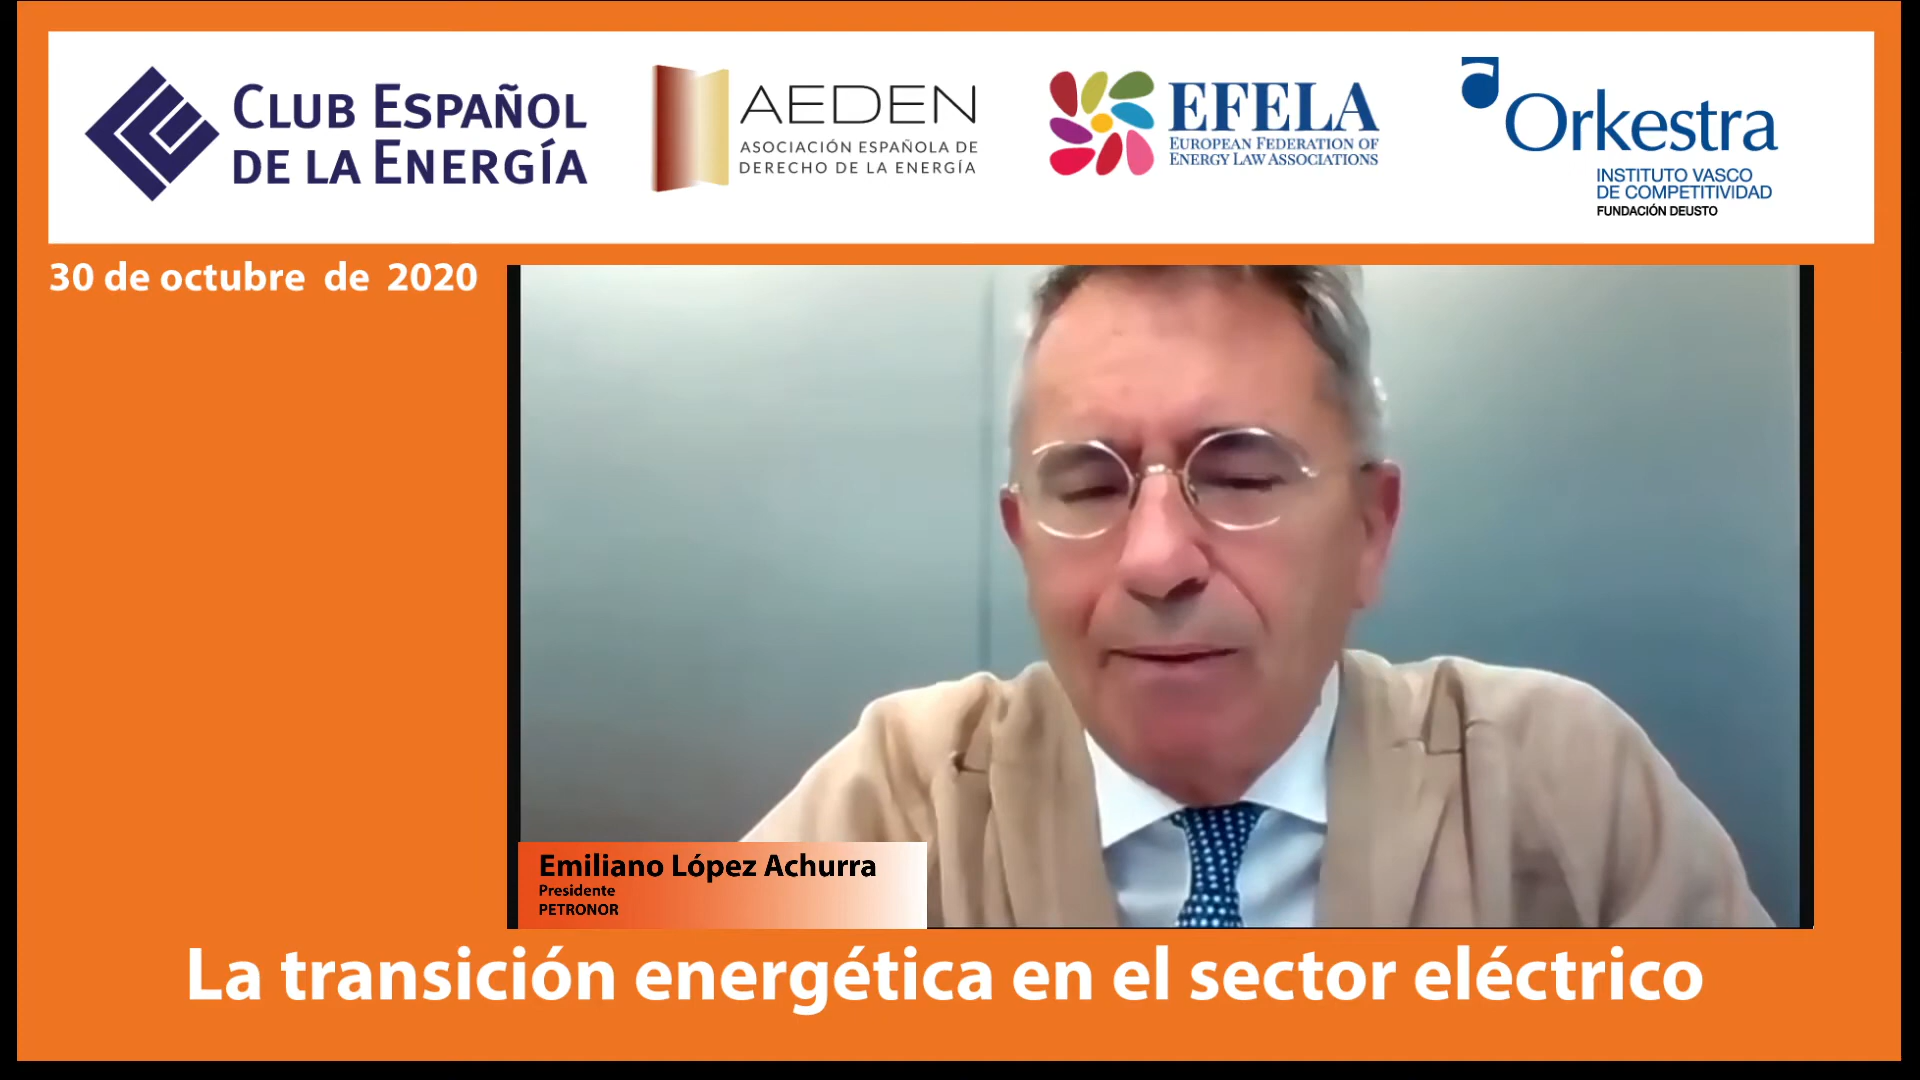 CLUB ESPAÑOL
DE LA ENERGÍA
AEDEN
ASOCIACIÓN ESPAÑOLA DE
DERECHO DE LA ENERGÍA
EFELA
EUROPEAN FEDERATION OF
ENERGY LAW ASSOCIATIONS
Orkestra
INSTITUTO VASCO
DE COMPETITIVIDAD
FUNDACIÓN DEUSTO
30 de octubre de 2020
Emiliano López Achurra
Presidente
PETRONOR
La transición energética en el sector eléctrico